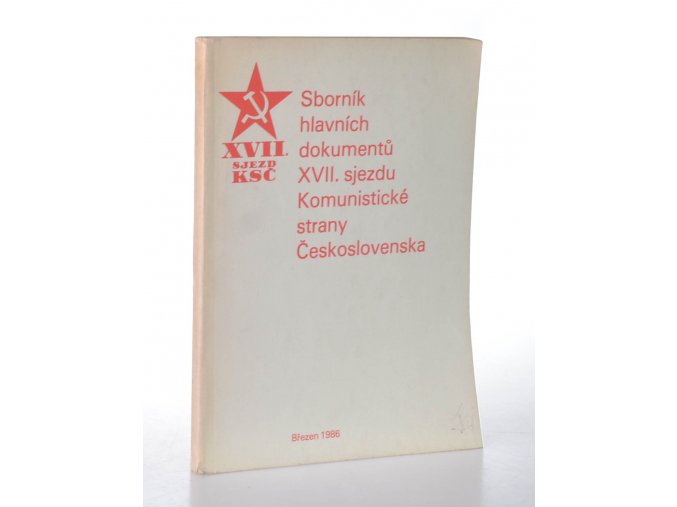 XVII.
SJEZD
KSČ
Sborník
hlavních
dokumentů
XVII. sjezdu
Komunistické
strany
Československa
Březen 1986